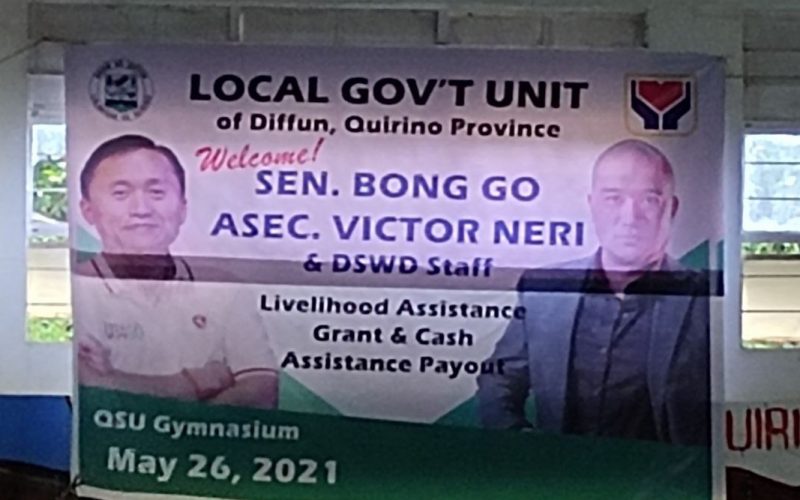 LOCAL GOV'T UNIT
of Diffun, Quirino Province
Welcome!
SEN. BONG GO
ASEC. VICTOR NERI
& DSWD Staff
Livelihood Assistance
Grant & Cash
Assistance Payout
QSU Gymnasium
May 26, 2021
UIRI